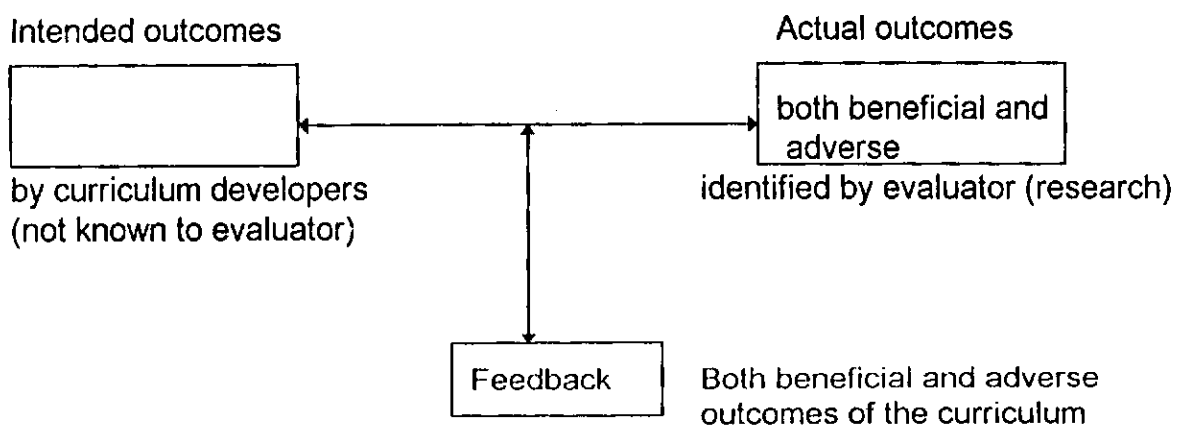 Intended outcomes
Actual outcomes
both beneficial and
adverse
by curriculum developers
(not known to evaluator)
identified by evaluator (research)
Feedback
Both beneficial and adverse
outcomes of the curriculum